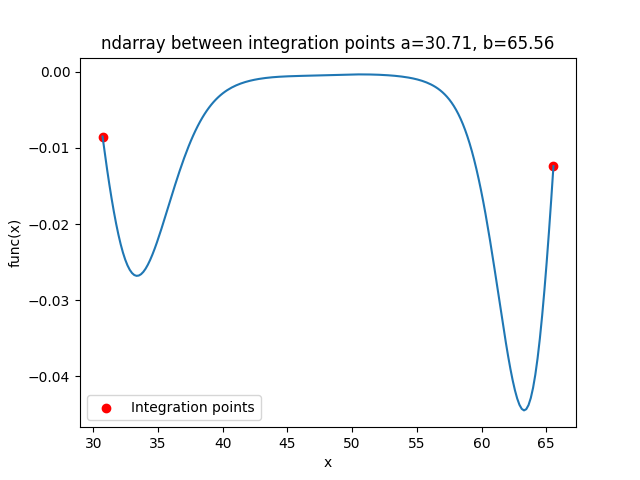 ndarray between integration points a=30.71, b=65.56
0.00
−0.01
−0.02
−0.03
−0.04
func(x)
Integration points
30 35 40 45 50 55 60 65
x